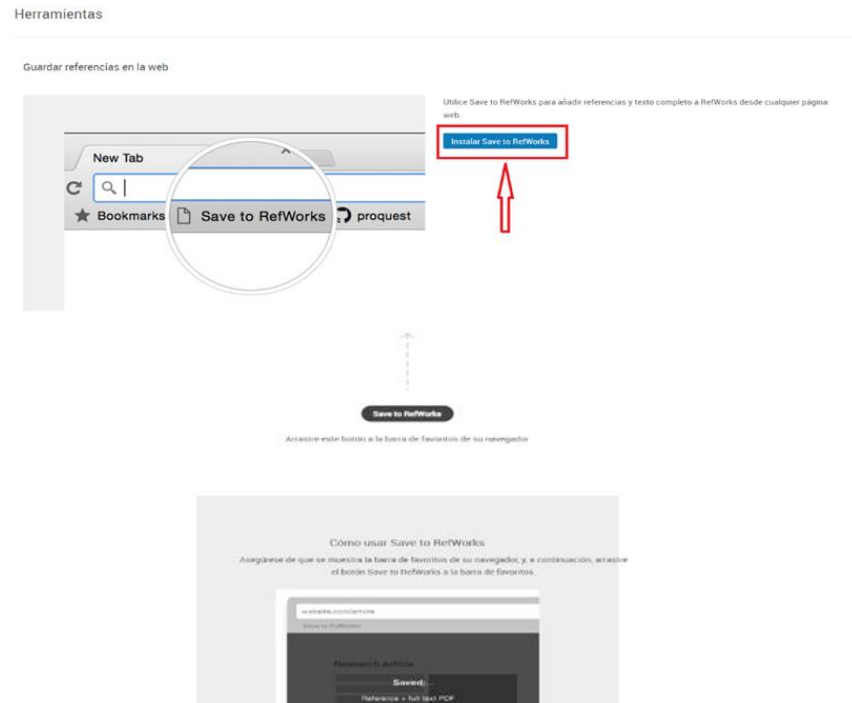 Herramientas
Guardar referencias en la web
Utilice Save to RefWorks para añadir referencias y texto completo a RefWorks desde cualquier página
web.
Instalar Save to RefWorks
New Tab
Bookmarks
Save to RefWorks
proquest
Save to RefWorks
Arrastre este botón a la barra de favoritos de su navegador
Cómo usar Save to RefWorks
Asegúrese de que se muestra la barra de favoritos de su navegador, y, a continuación, arrastre
el botón Save to RefWorks a la barra de favoritos.
Save to RefWorks
Research Article
Saved:...
Reference + full text PDF